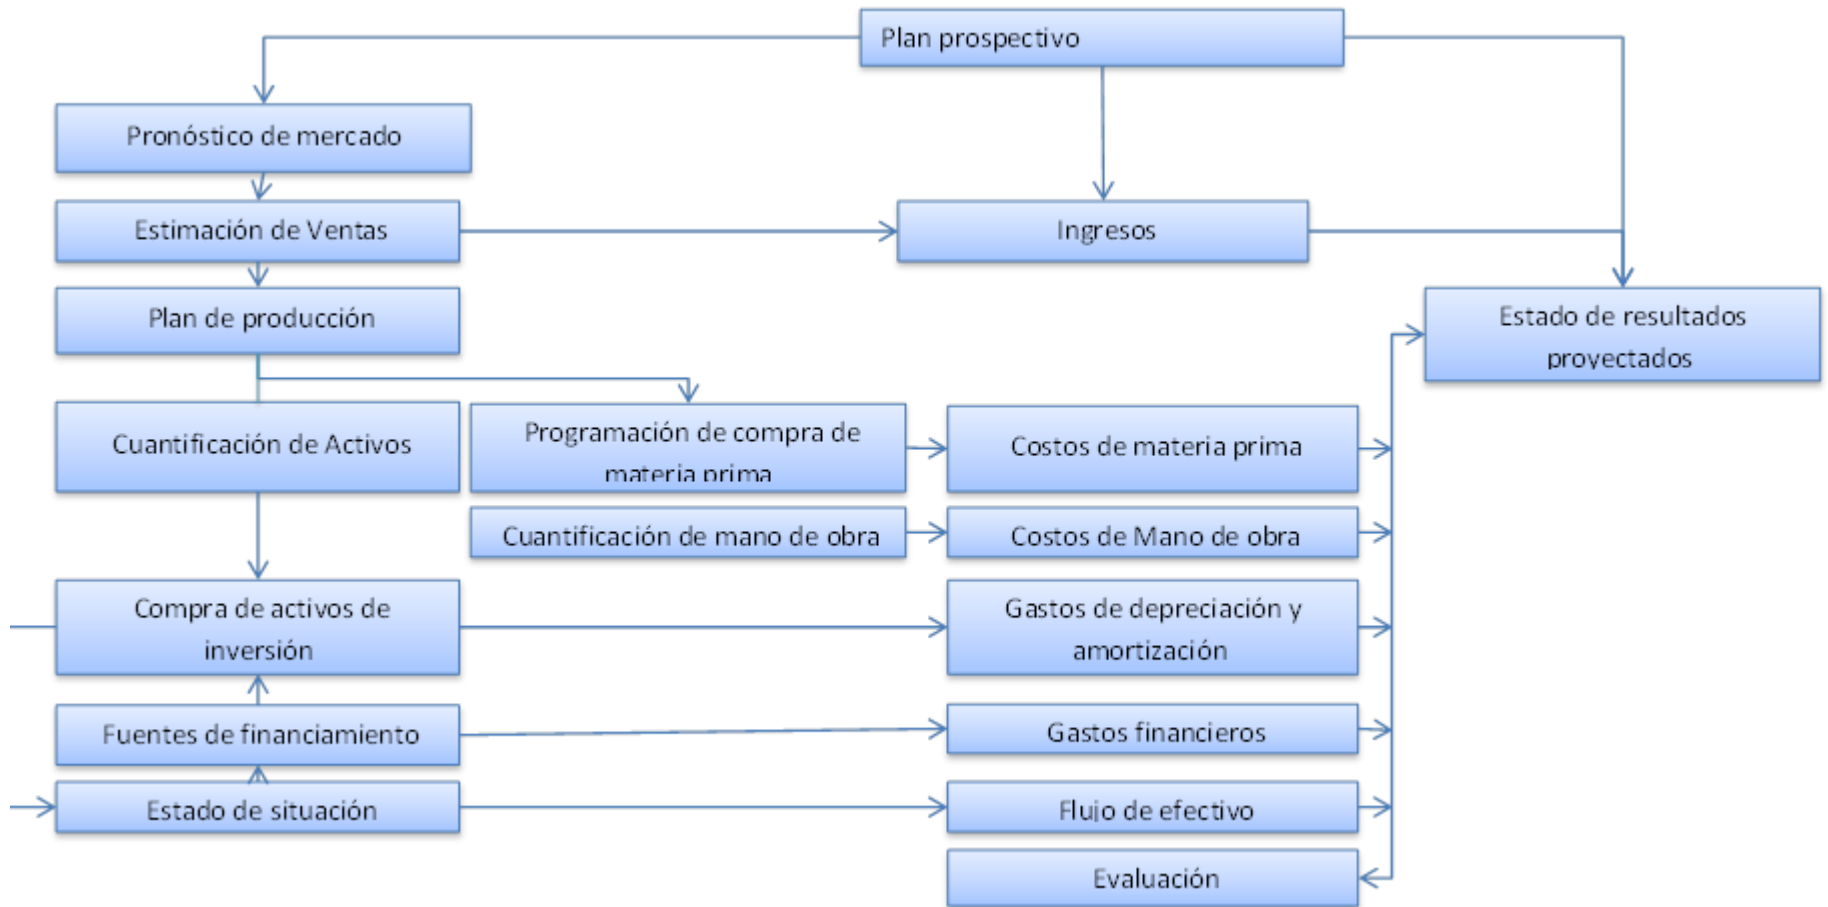 Plan prospectivo
Pronóstico de mercado
Estimación de Ventas
Ingresos
Plan de producción
Estado de resultados
proyectados
Cuantificación de Activos
Programación de compra de
materia prima
Costos de materia prima
Cuantificación de mano de obra
Costos de Mano de obra
Compra de activos de
inversión
Gastos de depreciación y
amortización
Fuentes de financiamiento
Gastos financieros
Estado de situación
Flujo de efectivo
Evaluación